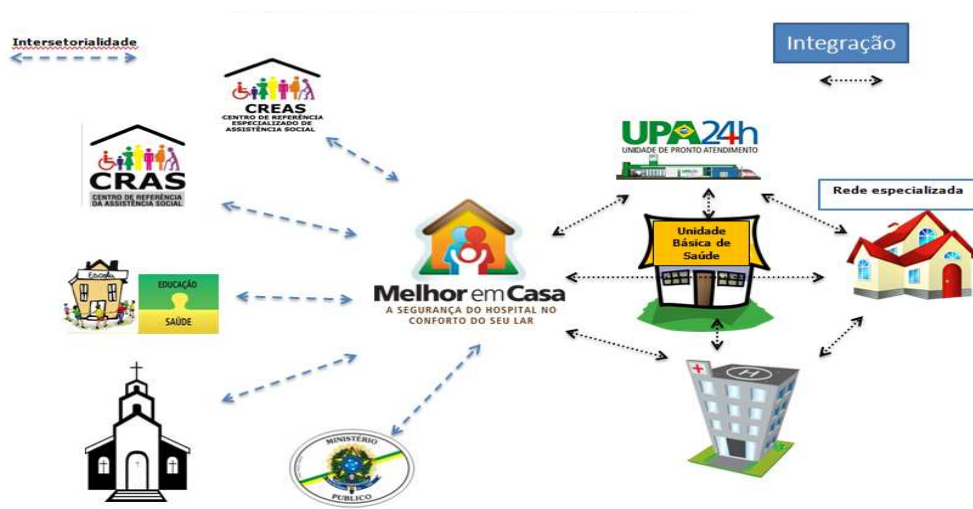 Intersetorialidade
Integração
CREAS
CENTRO DE REFERÊNCIA
ESPECIALIZADO DE
ASSISTÊNCIA SOCIAL
CRAS
CENTRO DE REFERÊNCIA
DA ASSISTÊNCIA SOCIAL
UPA24h
UNIDADE DE PRONTO ATENDIMENTO
Rede especializada
Unidade
Básica de
Saúde
Escola
EDUCAÇÃO
SAÚDE
Melhor em Casa
A SEGURANÇA DO HOSPITAL NO
CONFORTO DO SEU LAR
H
MINISTÉRIO
PUBLICO